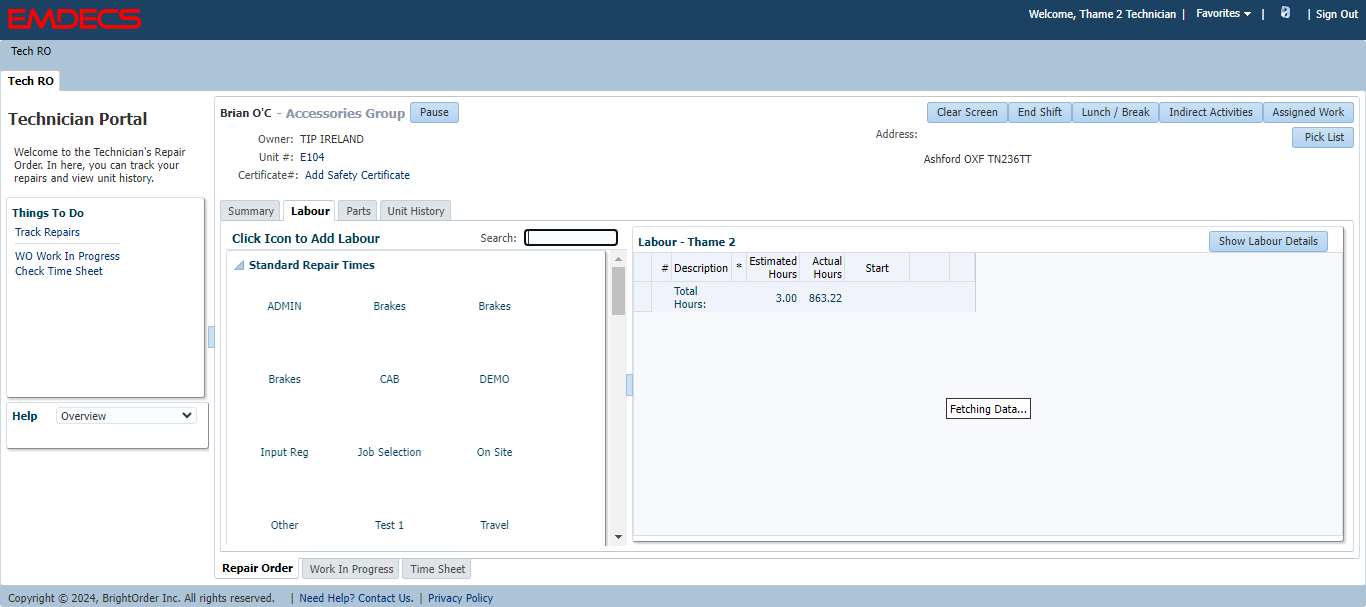 EMDECS
Welcome, Thame 2 Technician | Favorites | | Sign Out
Tech RO
Tech RO
Technician Portal
Welcome to the Technician's Repair
Order. In here, you can track your
repairs and view unit history.
Things To Do
Track Repairs
WO Work In Progress
Check Time Sheet
Help Overview
Brian O'C - Accessories Group Pause
Clear Screen End Shift Lunch / Break Indirect Activities Assigned Work
Pick List
Owner: TIP IRELAND
Unit #: E104
Certificate#: Add Safety Certificate
Address:
Ashford OXF TN236TT
Summary Labour Parts Unit History
Click Icon to Add Labour Search:
Standard Repair Times
ADMIN Brakes Brakes
Brakes CAB DEMO
Input Reg Job Selection On Site
Other Test 1 Travel
Labour - Thame 2 Show Labour Details
# Description * Estimated Hours Actual Hours Start
Total Hours: 3.00 863.22
Fetching Data...
Repair Order Work In Progress Time Sheet
Copyright © 2024, BrightOrder Inc. All rights reserved. | Need Help? Contact Us. | Privacy Policy